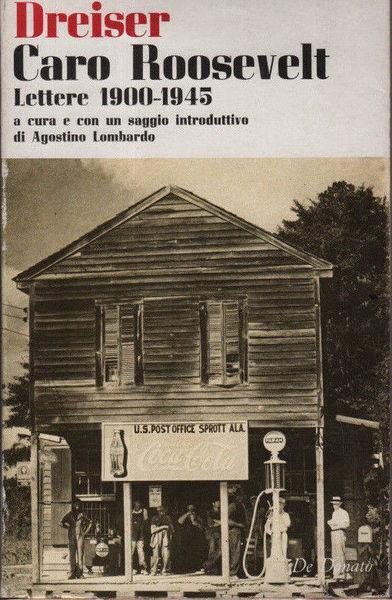 Dreiser
Caro Roosevelt
Lettere 1900-1945
a cura e con un saggio introduttivo
di Agostino Lombardo
U.S. POST OFFICE SPROTT ALA.
Coca-Cola
De Donato